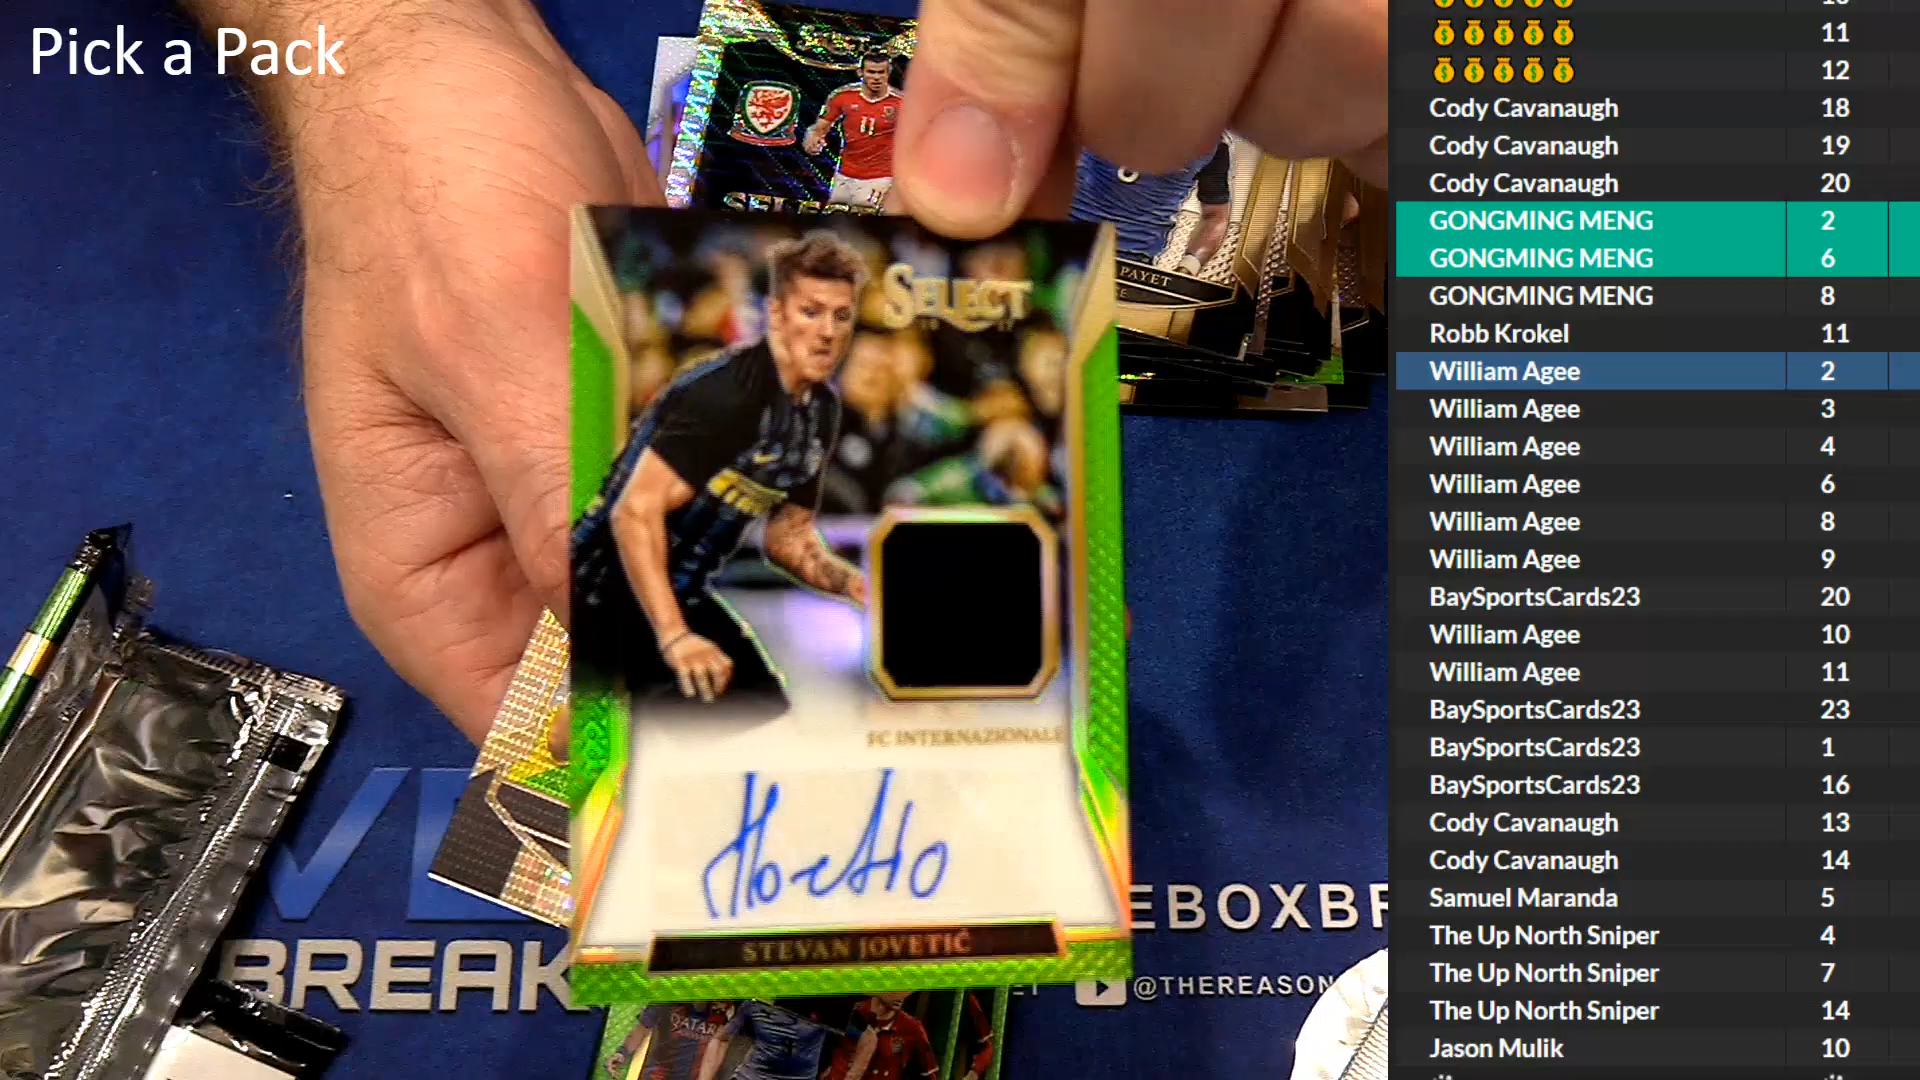 Pick a Pack
11
SELECT
PAYET
SELECT
FC INTERNAZIONALE
STEVAN JOVETIĆ
BREAK
EBOXBR
@THEREASON
QATAR
11
12
Cody Cavanaugh 18
Cody Cavanaugh 19
Cody Cavanaugh 20
GONGMING MENG 2
GONGMING MENG 6
GONGMING MENG 8
Robb Krokel 11
William Agee 2
William Agee 3
William Agee 4
William Agee 6
William Agee 8
William Agee 9
BaySportsCards23 20
William Agee 10
William Agee 11
BaySportsCards23 23
BaySportsCards23 1
BaySportsCards23 16
Cody Cavanaugh 13
Cody Cavanaugh 14
Samuel Maranda 5
The Up North Sniper 4
The Up North Sniper 7
The Up North Sniper 14
Jason Mulik 10